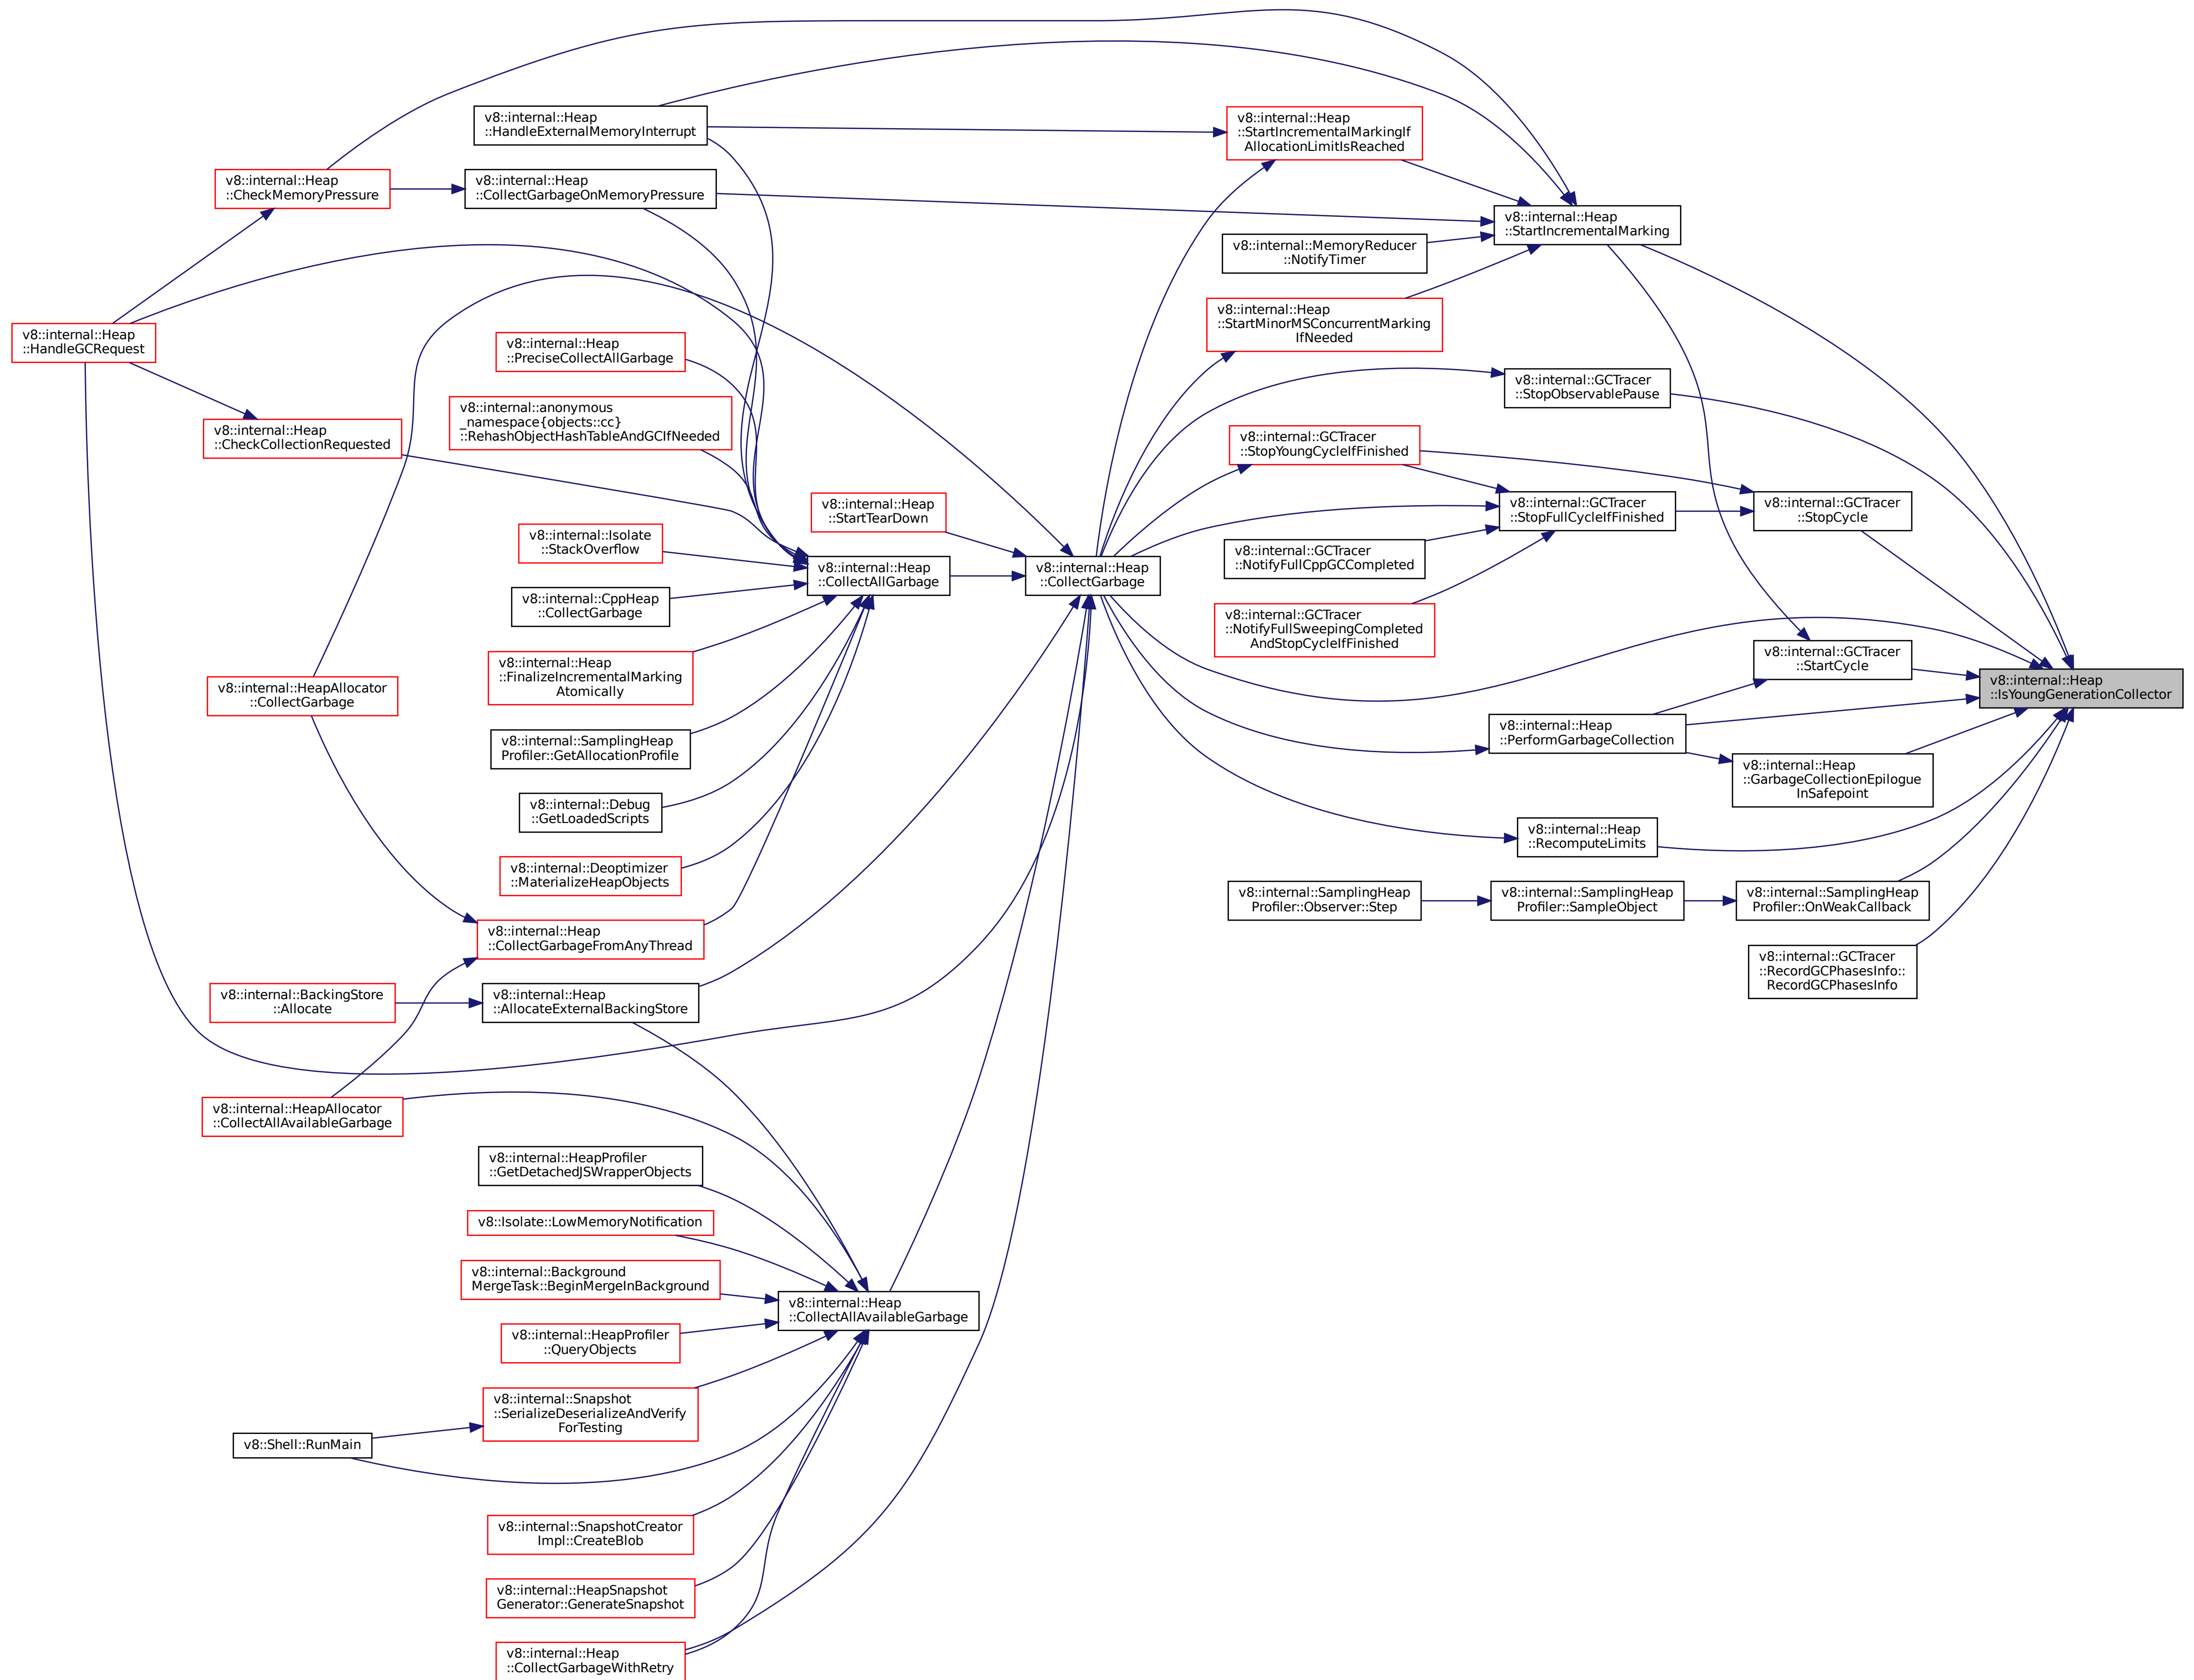 v8::internal::Heap
::HandleGCRequest
v8::internal::Heap
::CheckMemoryPressure
v8::internal::Heap
::CheckCollectionRequested
v8::internal::HeapAllocator
::CollectGarbage
v8::internal::BackingStore
::Allocate
v8::internal::HeapAllocator
::CollectAllAvailableGarbage
v8::Shell::RunMain
v8::internal::Heap
::HandleExternalMemoryInterrupt
v8::internal::Heap
::CollectGarbageOnMemoryPressure
v8::internal::Heap
::PreciseCollectAllGarbage
v8::internal::anonymous
_namespace{objects::cc}
::RehashObjectHashTableAndGCIfNeeded
v8::internal::Isolate
::StackOverflow
v8::internal::CppHeap
::CollectGarbage
v8::internal::Heap
::FinalizeIncrementalMarking
Atomically
v8::internal::SamplingHeap
Profiler::GetAllocationProfile
v8::internal::Debug
::GetLoadedScripts
v8::internal::Deoptimizer
::MaterializeHeapObjects
v8::internal::Heap
::CollectGarbageFromAnyThread
v8::internal::Heap
::AllocateExternalBackingStore
v8::internal::HeapProfiler
::GetDetachedJSWrapperObjects
v8::Isolate::LowMemoryNotification
v8::internal::Background
MergeTask::BeginMergeInBackground
v8::internal::HeapProfiler
::QueryObjects
v8::internal::Snapshot
::SerializeDeserializeAndVerify
ForTesting
v8::internal::SnapshotCreator
Impl::CreateBlob
v8::internal::HeapSnapshot
Generator::GenerateSnapshot
v8::internal::Heap
::CollectGarbageWithRetry
v8::internal::Heap
::StartTearDown
v8::internal::Heap
::CollectAllGarbage
v8::internal::Heap
::CollectAllAvailableGarbage
v8::internal::Heap
::CollectGarbage
v8::internal::Heap
::StartIncrementalMarkingIf
AllocationLimitIsReached
v8::internal::MemoryReducer
::NotifyTimer
v8::internal::Heap
::StartMinorMSConcurrentMarking
IfNeeded
v8::internal::GCTracer
::StopYoungCycleIfFinished
v8::internal::GCTracer
::NotifyFullCppGCCompleted
v8::internal::GCTracer
::NotifyFullSweepingCompleted
AndStopCycleIfFinished
v8::internal::SamplingHeap
Profiler::Observer::Step
v8::internal::Heap
::StartIncrementalMarking
v8::internal::GCTracer
::StopObservablePause
v8::internal::GCTracer
::StopFullCycleIfFinished
v8::internal::Heap
::PerformGarbageCollection
v8::internal::Heap
::RecomputeLimits
v8::internal::SamplingHeap
Profiler::SampleObject
v8::internal::GCTracer
::StopCycle
v8::internal::GCTracer
::StartCycle
v8::internal::Heap
::GarbageCollectionEpilogue
InSafepoint
v8::internal::SamplingHeap
Profiler::OnWeakCallback
v8::internal::GCTracer
::RecordGCPhasesInfo::
RecordGCPhasesInfo
v8::internal::Heap
::IsYoungGenerationCollector